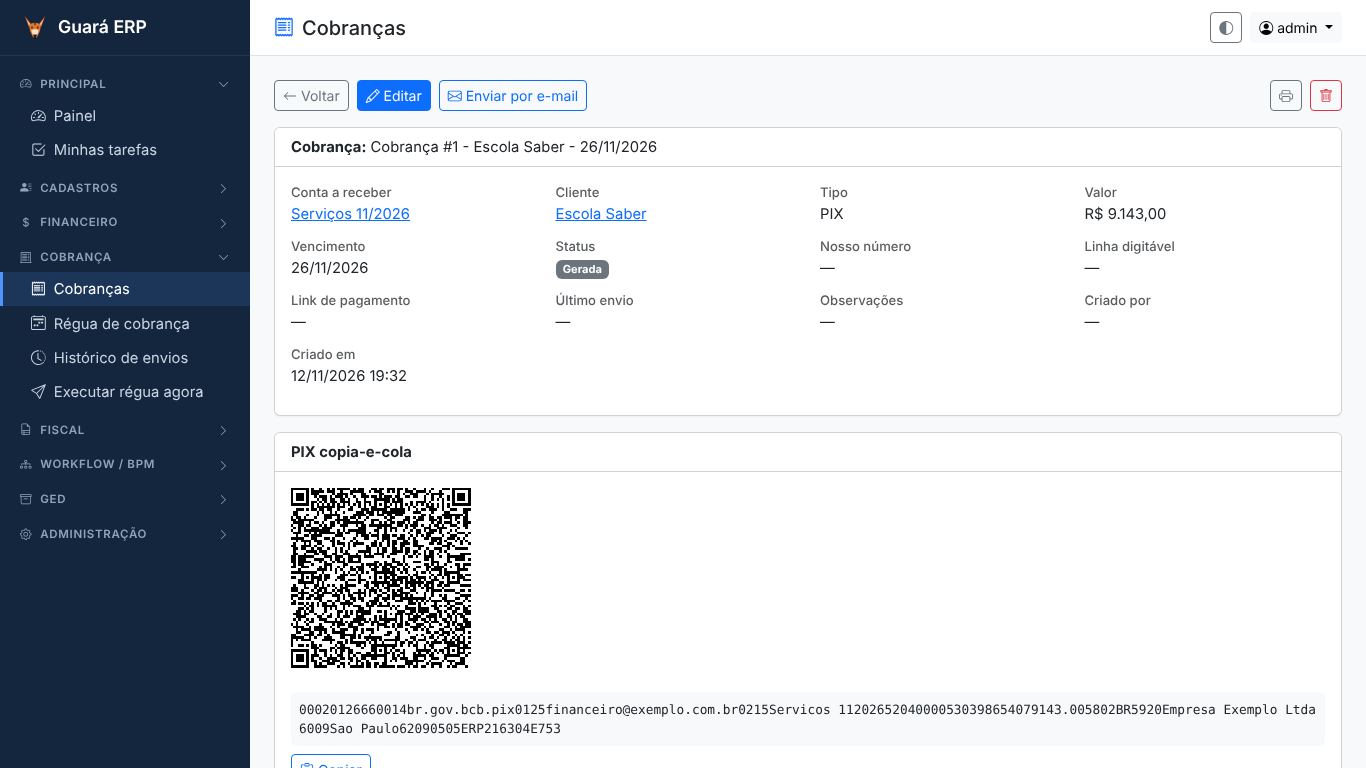 Guará ERP
Cobranças
admin
PRINCIPAL
Painel
Minhas tarefas
CADASTROS
FINANCEIRO
COBRANÇA
Cobranças
Régua de cobrança
Histórico de envios
Executar régua agora
FISCAL
WORKFLOW / BPM
GED
ADMINISTRAÇÃO
Voltar Editar Enviar por e-mail
Cobrança: Cobrança #1 - Escola Saber - 26/11/2026
Conta a receber Cliente Tipo Valor
Serviços 11/2026 Escola Saber PIX R$ 9.143,00
Vencimento Status Nosso número Linha digitável
26/11/2026 Gerada — —
Link de pagamento Último envio Observações Criado por
— — — —
Criado em
12/11/2026 19:32
PIX copia-e-cola
00020126660014br.gov.bcb.pix0125financeiro@exemplo.com.br0215Servicos 11202652040000530398654079143.005802BR5920Empresa Exemplo Ltda
6009Sao Paulo62090505ERP216304E753
Copiar